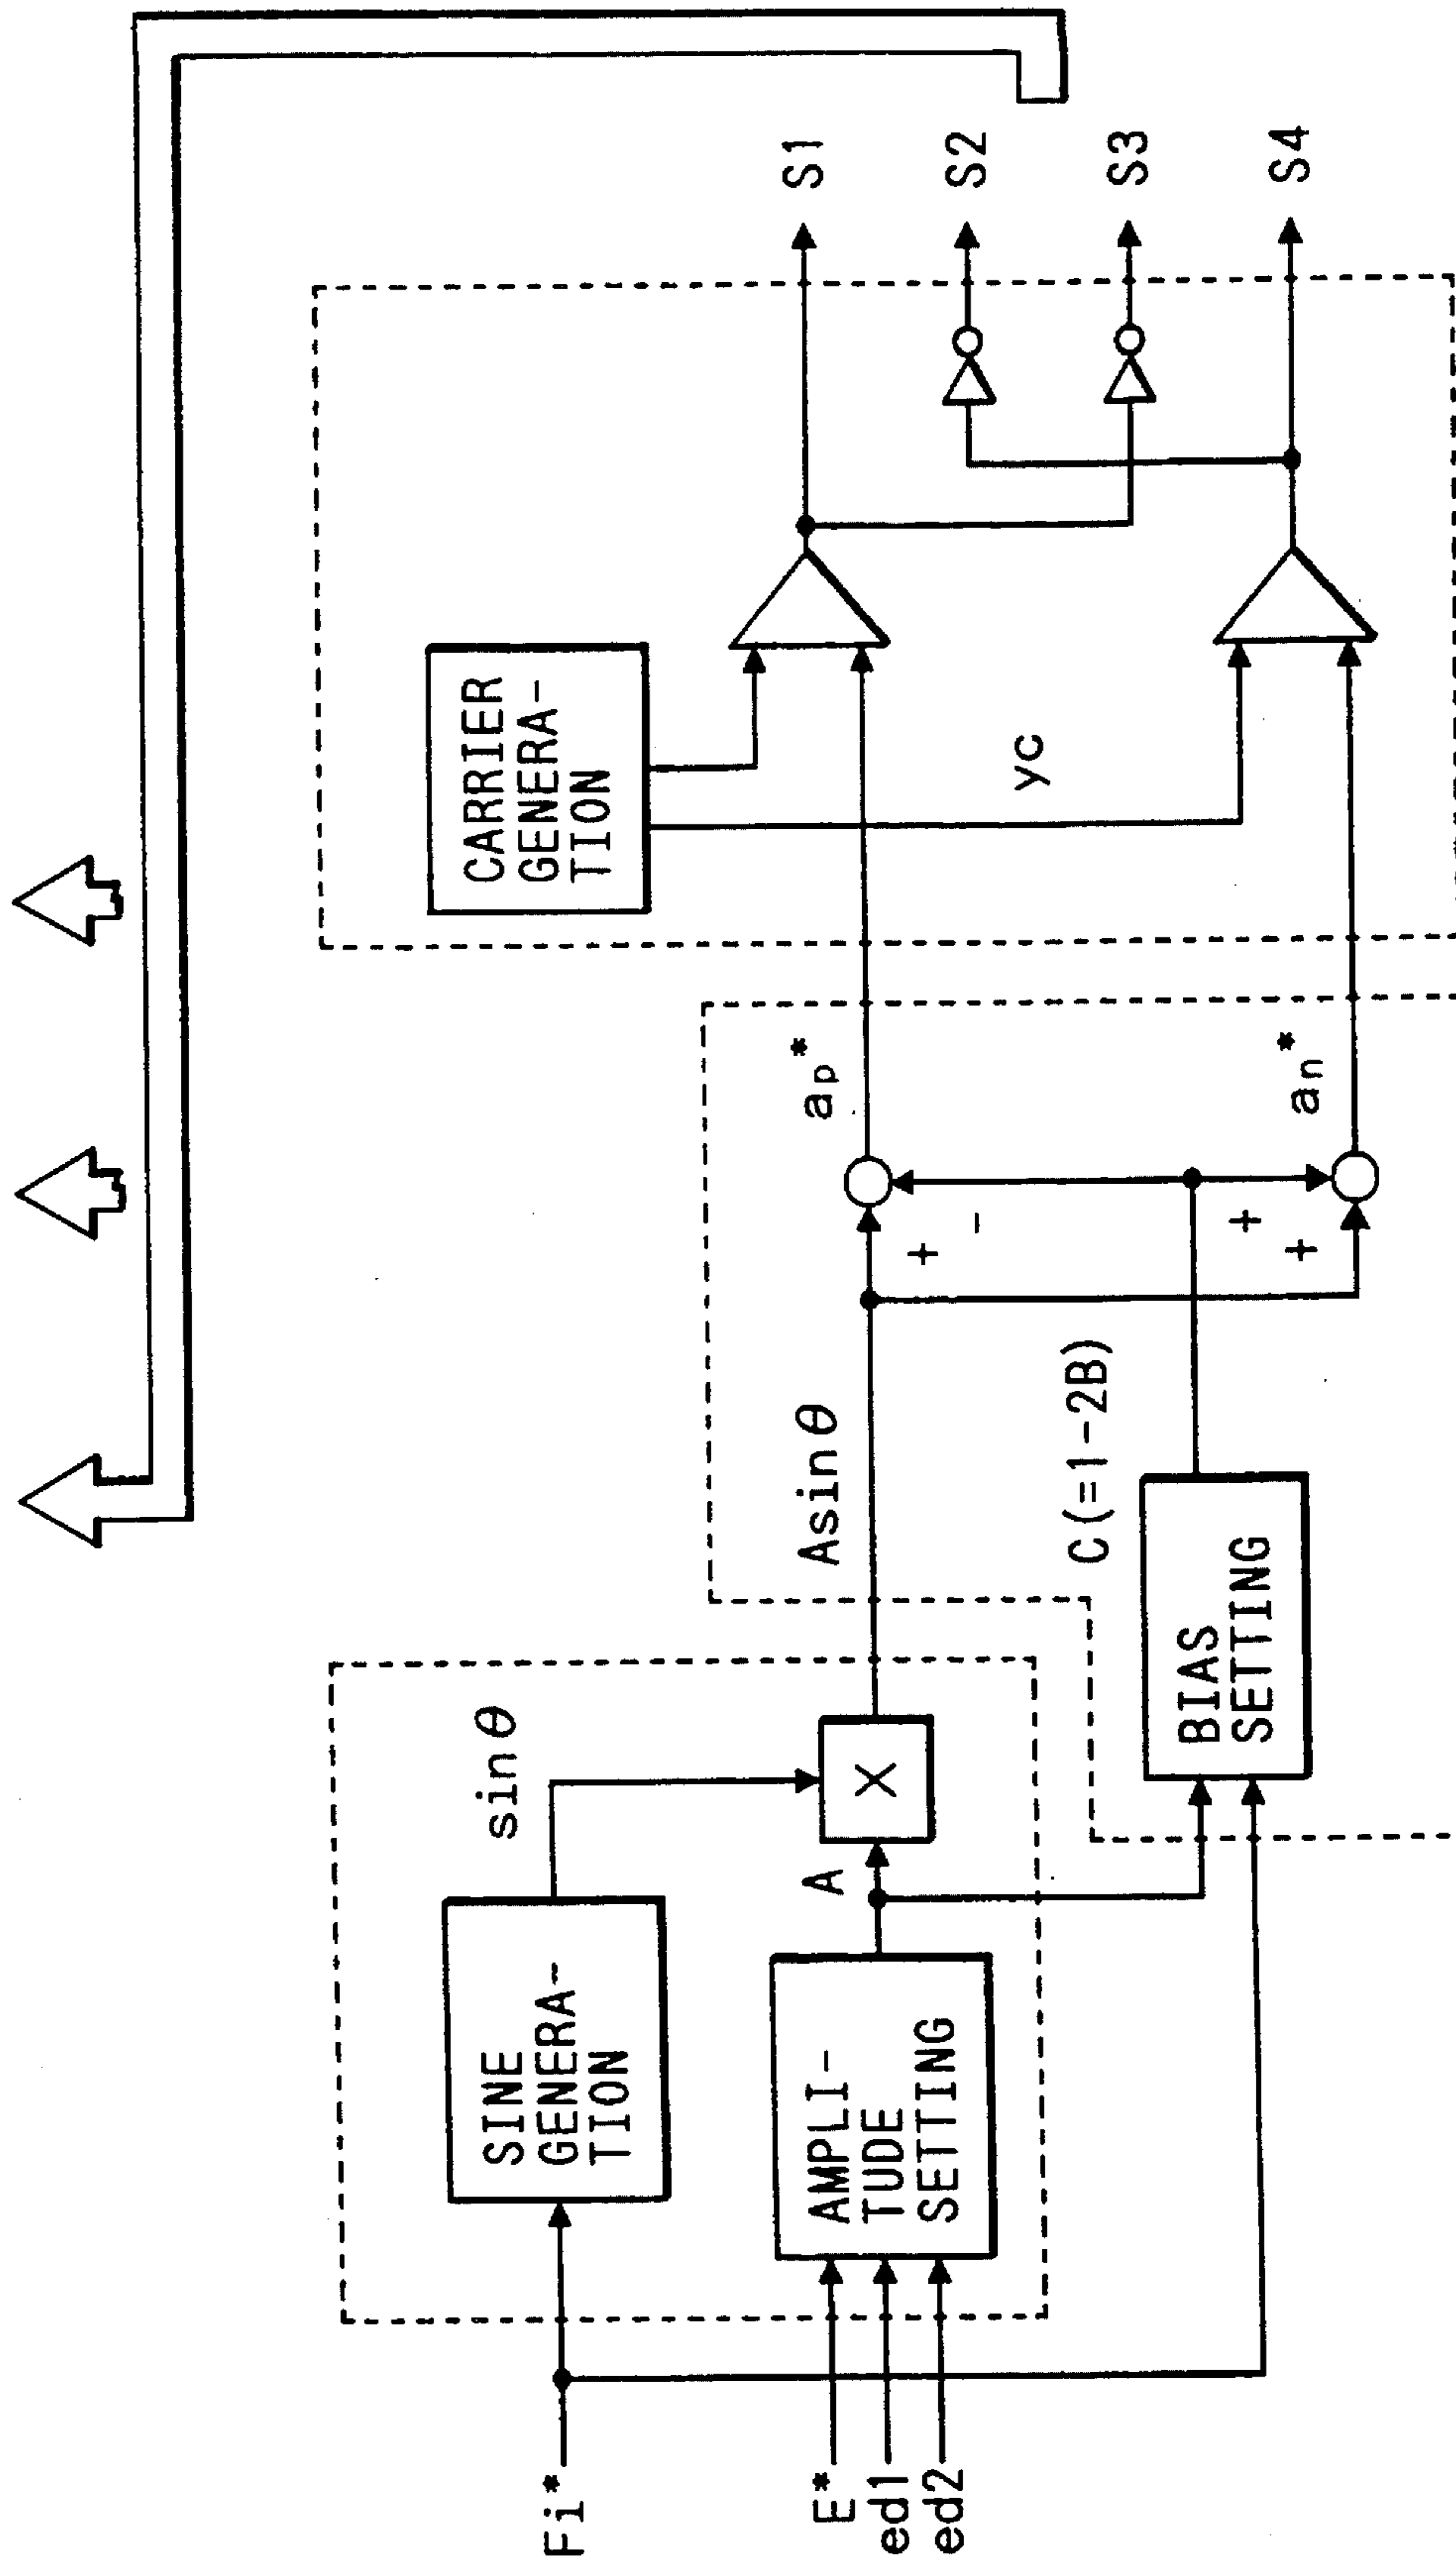 Fi*
E*
ed1
ed2
SINE
GENERA-
TION
AMPLI-
TUDE
SETTING
sinθ
A
X
BIAS
SETTING
Asinθ
C(=1-2B)
+
-
+
+
ap*
an*
CARRIER
GENERA-
TION
yc
S1
S2
S3
S4